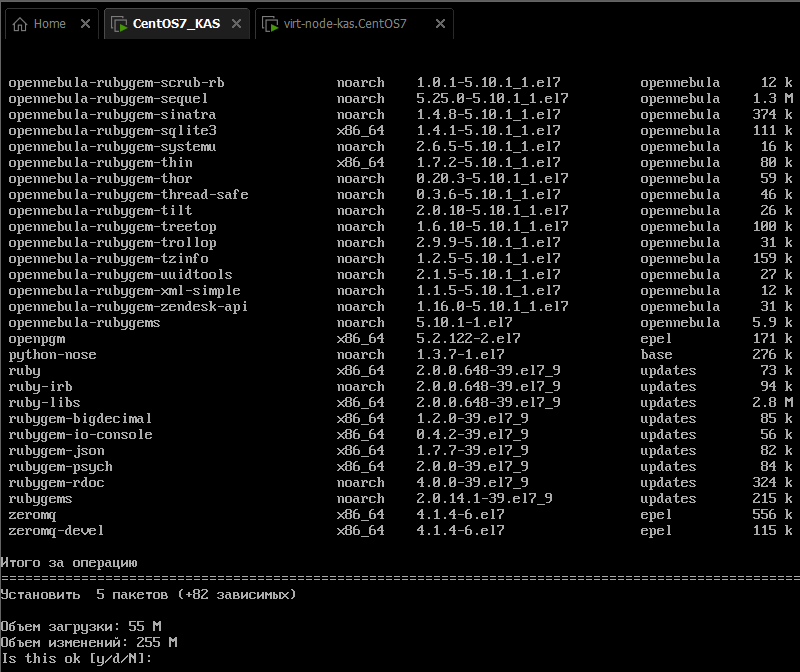 Home CentOS7_KAS virt-node-kas.CentOS7
opennebula-rubygem-scrub-rb noarch 1.0.1-5.10.1_1.el7 opennebula 12 k
opennebula-rubygem-sequel noarch 5.25.0-5.10.1_1.el7 opennebula 1.3 M
opennebula-rubygem-sinatra noarch 1.4.8-5.10.1_1.el7 opennebula 374 k
opennebula-rubygem-sqlite3 x86_64 1.4.1-5.10.1_1.el7 opennebula 111 k
opennebula-rubygem-systemu noarch 2.6.5-5.10.1_1.el7 opennebula 16 k
opennebula-rubygem-thin x86_64 1.7.2-5.10.1_1.el7 opennebula 80 k
opennebula-rubygem-thor noarch 0.20.3-5.10.1_1.el7 opennebula 59 k
opennebula-rubygem-thread-safe noarch 0.3.6-5.10.1_1.el7 opennebula 46 k
opennebula-rubygem-tilt noarch 2.0.10-5.10.1_1.el7 opennebula 26 k
opennebula-rubygem-treetop noarch 1.6.10-5.10.1_1.el7 opennebula 100 k
opennebula-rubygem-trollop noarch 2.9.9-5.10.1_1.el7 opennebula 31 k
opennebula-rubygem-tzinfo noarch 1.2.5-5.10.1_1.el7 opennebula 159 k
opennebula-rubygem-uuidtools noarch 2.1.5-5.10.1_1.el7 opennebula 27 k
opennebula-rubygem-xml-simple noarch 1.1.5-5.10.1_1.el7 opennebula 12 k
opennebula-rubygem-zendesk-api noarch 1.16.0-5.10.1_1.el7 opennebula 31 k
opennebula-rubygems noarch 5.10.1-1.el7 opennebula 5.9 k
openpgm x86_64 5.2.122-2.el7 epel 171 k
python-nose noarch 1.3.7-1.el7 base 276 k
ruby x86_64 2.0.0.648-39.el7_9 updates 73 k
ruby-irb noarch 2.0.0.648-39.el7_9 updates 94 k
ruby-libs x86_64 2.0.0.648-39.el7_9 updates 2.8 M
rubygem-bigdecimal x86_64 1.2.0-39.el7_9 updates 85 k
rubygem-io-console x86_64 0.4.2-39.el7_9 updates 56 k
rubygem-json x86_64 1.7.7-39.el7_9 updates 82 k
rubygem-psych x86_64 2.0.0-39.el7_9 updates 84 k
rubygem-rdoc noarch 4.0.0-39.el7_9 updates 324 k
rubygems noarch 2.0.14.1-39.el7_9 updates 215 k
zeromq x86_64 4.1.4-6.el7 epel 556 k
zeromq-devel x86_64 4.1.4-6.el7 epel 115 k
Итого за операцию
====================================================================================================
Установить 5 пакетов (+82 зависимых)
Объем загрузки: 55 M
Объем изменений: 255 M
Is this ok [y/d/N]: